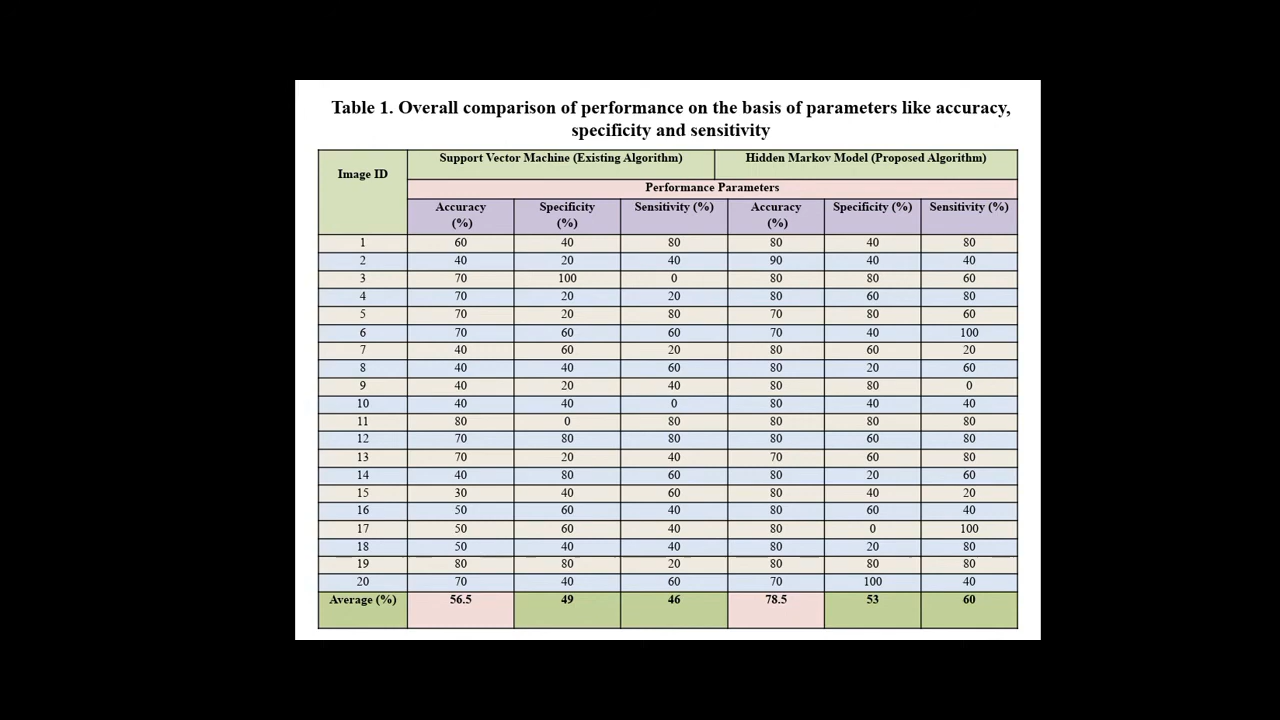 Table 1. Overall comparison of performance on the basis of parameters like accuracy,
specificity and sensitivity
Image ID Support Vector Machine (Existing Algorithm) Hidden Markov Model (Proposed Algorithm)
Performance Parameters
Accuracy (%) Specificity (%) Sensitivity (%) Accuracy (%) Specificity (%) Sensitivity (%)
1 60 40 80 80 40 80
2 40 20 40 90 40 40
3 70 100 0 80 80 60
4 70 20 20 80 60 80
5 70 20 80 70 80 60
6 70 60 60 70 40 100
7 40 60 20 80 60 20
8 40 40 60 80 20 60
9 40 20 40 80 80 0
10 40 40 0 80 40 40
11 80 0 80 80 80 80
12 70 80 80 80 60 80
13 70 20 40 70 60 80
14 40 80 60 80 20 60
15 30 40 60 80 40 20
16 50 60 40 80 60 40
17 50 60 40 80 0 100
18 50 40 40 80 20 80
19 80 80 20 80 80 80
20 70 40 60 70 100 40
Average (%) 56.5 49 46 78.5 53 60